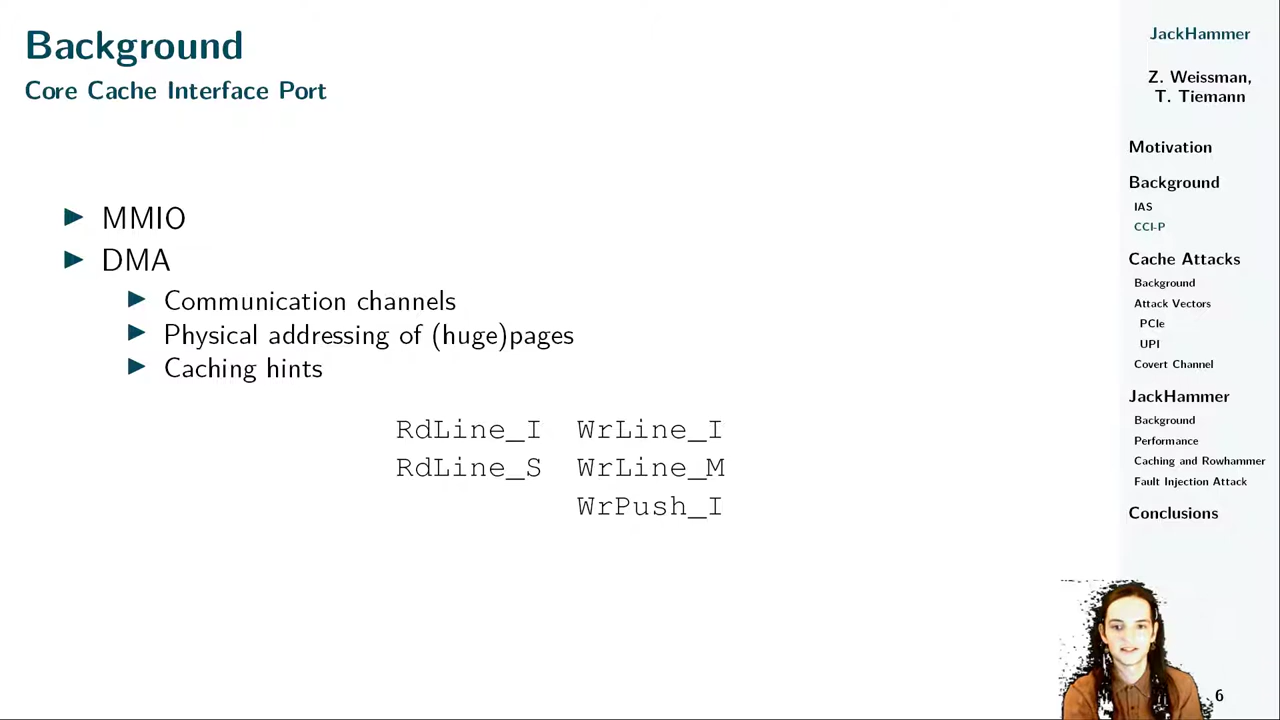 Background
Core Cache Interface Port
MMIO
DMA
Communication channels
Physical addressing of (huge)pages
Caching hints
RdLine_I WrLine_I
RdLine_S WrLine_M
WrPush_I
JackHammer
Z. Weissman,
T. Tiemann
Motivation
Background
IAS
CCI-P
Cache Attacks
Background
Attack Vectors
PCIe
UPI
Covert Channel
JackHammer
Background
Performance
Caching and Rowhammer
Fault Injection Attack
Conclusions
6